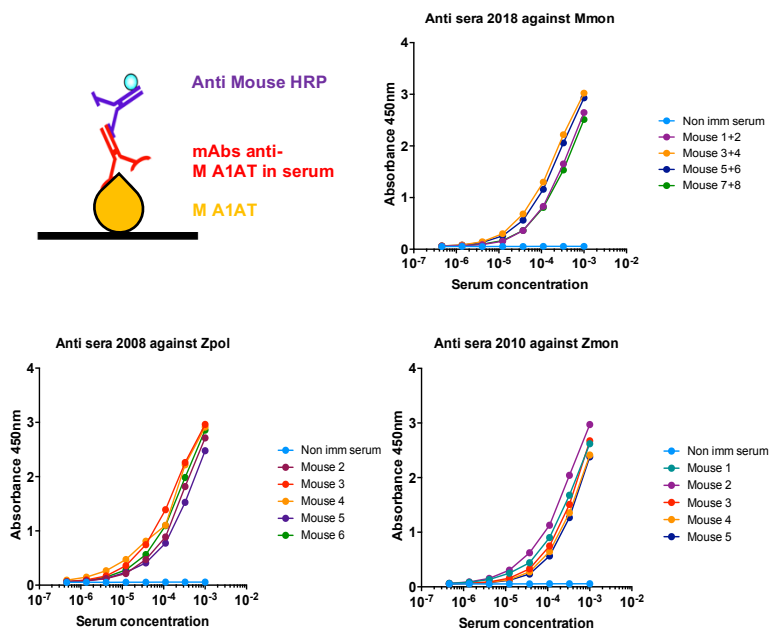 Anti Mouse HRP
mAbs anti-
M A1AT in serum
M A1AT
Anti sera 2018 against Mmon
Absorbance 450nm
4
3
2
1
0
10-7
10-6
10-5
10-4
10-3
10-2
Serum concentration
Non imm serum
Mouse 1+2
Mouse 3+4
Mouse 5+6
Mouse 7+8
Anti sera 2008 against Zpol
Absorbance 450nm
4
3
2
1
0
10-7
10-6
10-5
10-4
10-3
10-2
Serum concentration
Non imm serum
Mouse 2
Mouse 3
Mouse 4
Mouse 5
Mouse 6
Anti sera 2010 against Zmon
Absorbance 450nm
4
3
2
1
0
10-7
10-6
10-5
10-4
10-3
10-2
Serum concentration
Non imm serum
Mouse 1
Mouse 2
Mouse 3
Mouse 4
Mouse 5